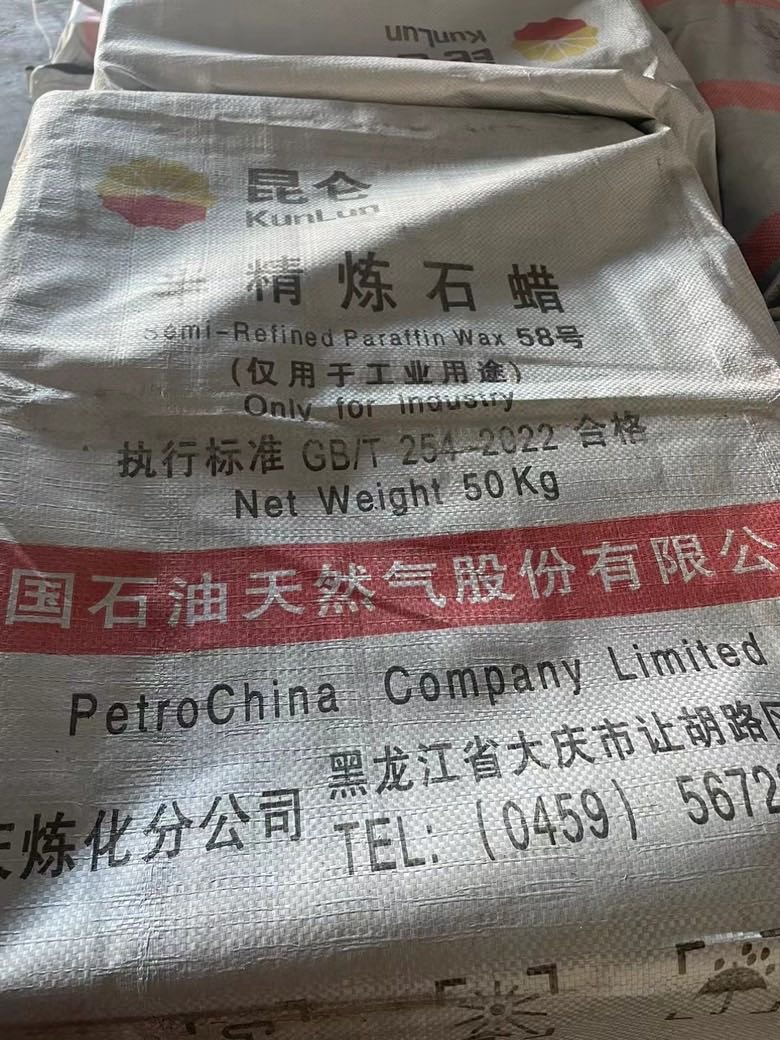 KunLun
昆仑
KunLun
半精炼石蜡
Semi-Refined Paraffin Wax 58号
(仅用于工业用途)
Only for industry
执行标准 GB/T 254-2022 合格
Net Weight 50Kg
国石油天然气股份有限公
PetroChina Company Limited
炼化分公司
黑龙江省大庆市让胡路
TEL: (0459) 5672